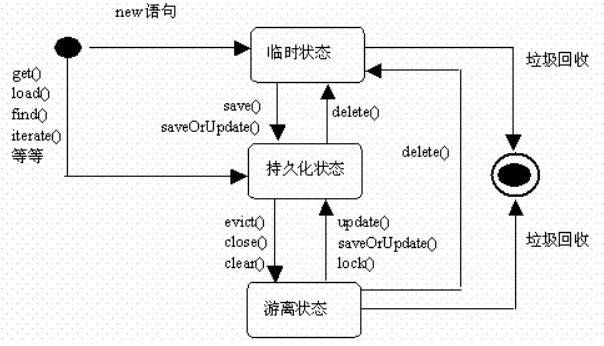 new语句
临时状态
垃圾回收
get()
load()
find()
iterate()
等等
save()
saveOrUpdate()
delete()
delete()
持久化状态
evict()
close()
clear()
update()
saveOrUpdate()
lock()
垃圾回收
游离状态